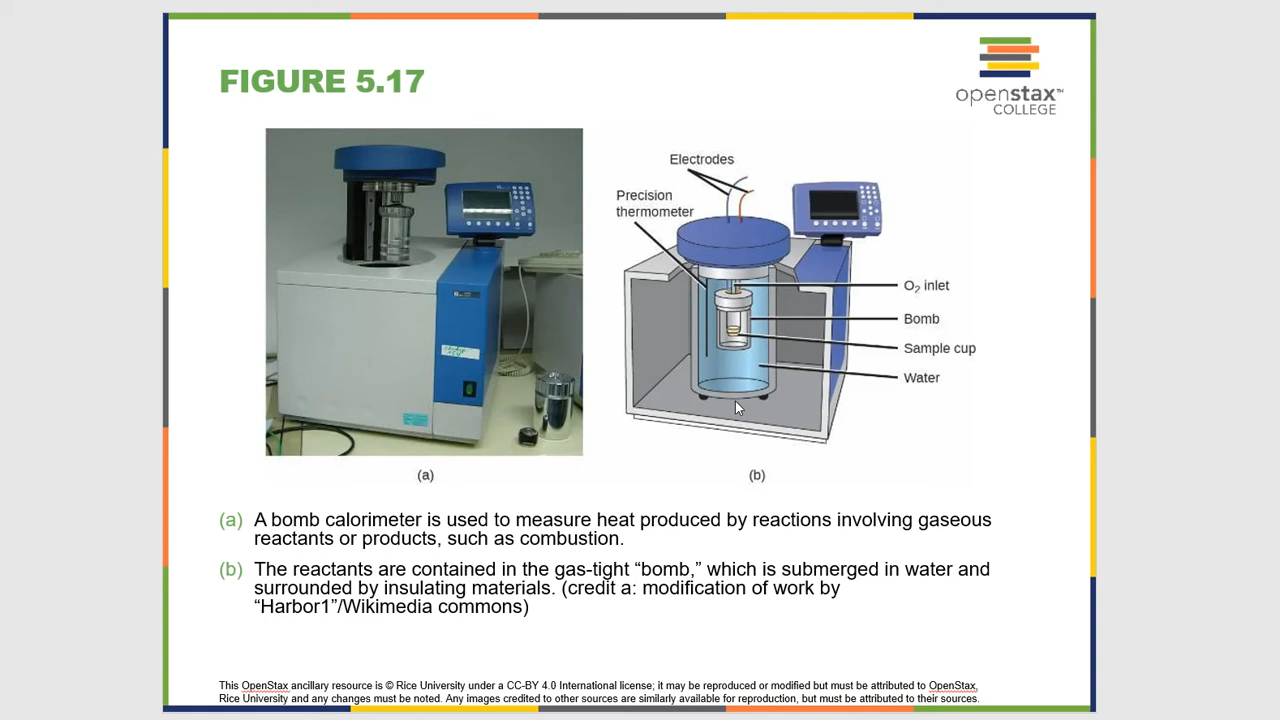 FIGURE 5.17
openstax™
COLLEGE
Electrodes
Precision
thermometer
O2 inlet
Bomb
Sample cup
Water
(a)
(b)
(a) A bomb calorimeter is used to measure heat produced by reactions involving gaseous
reactants or products, such as combustion.
(b) The reactants are contained in the gas-tight “bomb,” which is submerged in water and
surrounded by insulating materials. (credit a: modification of work by
“Harbor1”/Wikimedia commons)
This OpenStax ancillary resource is © Rice University under a CC-BY 4.0 International license; it may be reproduced or modified but must be attributed to OpenStax,
Rice University and any changes must be noted. Any images credited to other sources are similarly available for reproduction, but must be attributed to their sources.